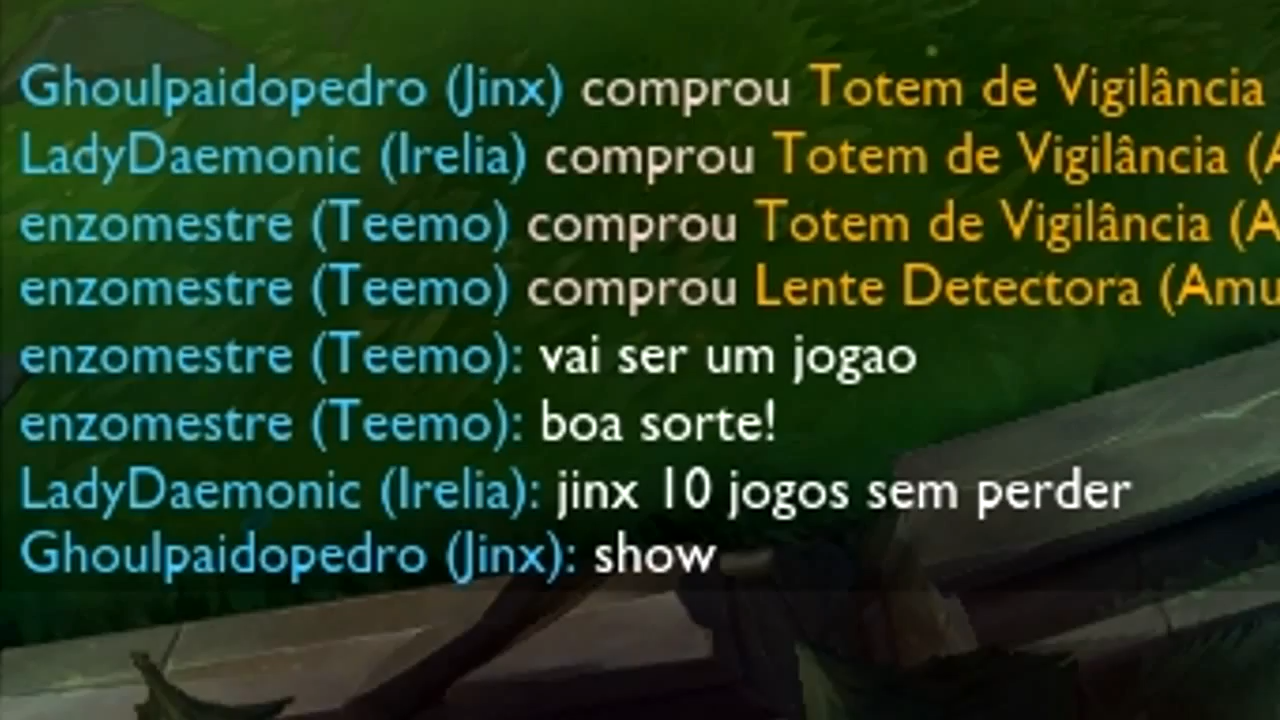 Ghoulpaidopedro (Jinx) comprou Totem de Vigilância
LadyDaemonic (Irelia) comprou Totem de Vigilância (A
enzomestre (Teemo) comprou Totem de Vigilância (A
enzomestre (Teemo) comprou Lente Detectora (Amu
enzomestre (Teemo): vai ser um jogao
enzomestre (Teemo): boa sorte!
LadyDaemonic (Irelia): jinx 10 jogos sem perder
Ghoulpaidopedro (Jinx): show